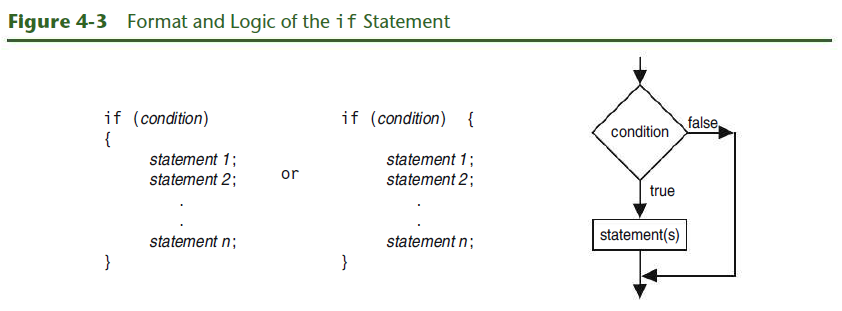 Figure 4-3 Format and Logic of the if Statement
if (condition)
{
statement 1;
statement 2;
.
.
statement n;
}
or
if (condition) {
statement 1;
statement 2;
.
.
statement n;
}
condition
false
true
statement(s)